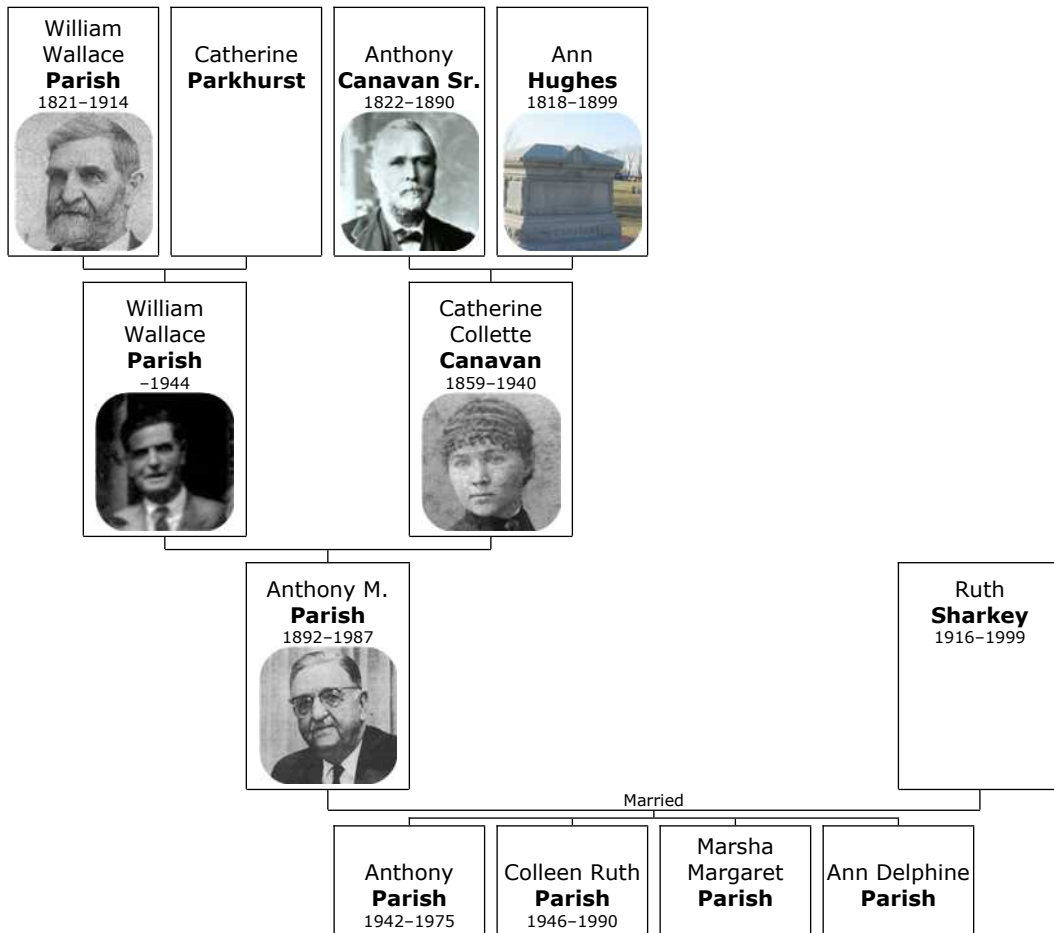 William
Wallace
Parish
1821–1914
Catherine
Parkhurst
Anthony
Canavan Sr.
1822–1890
Ann
Hughes
1818–1899
William
Wallace
Parish
–1944
Catherine
Collette
Canavan
1859–1940
Anthony M.
Parish
1892–1987
Ruth
Sharkey
1916–1999
Married
Anthony
Parish
1942–1975
Colleen Ruth
Parish
1946–1990
Marsha
Margaret
Parish
Ann Delphine
Parish